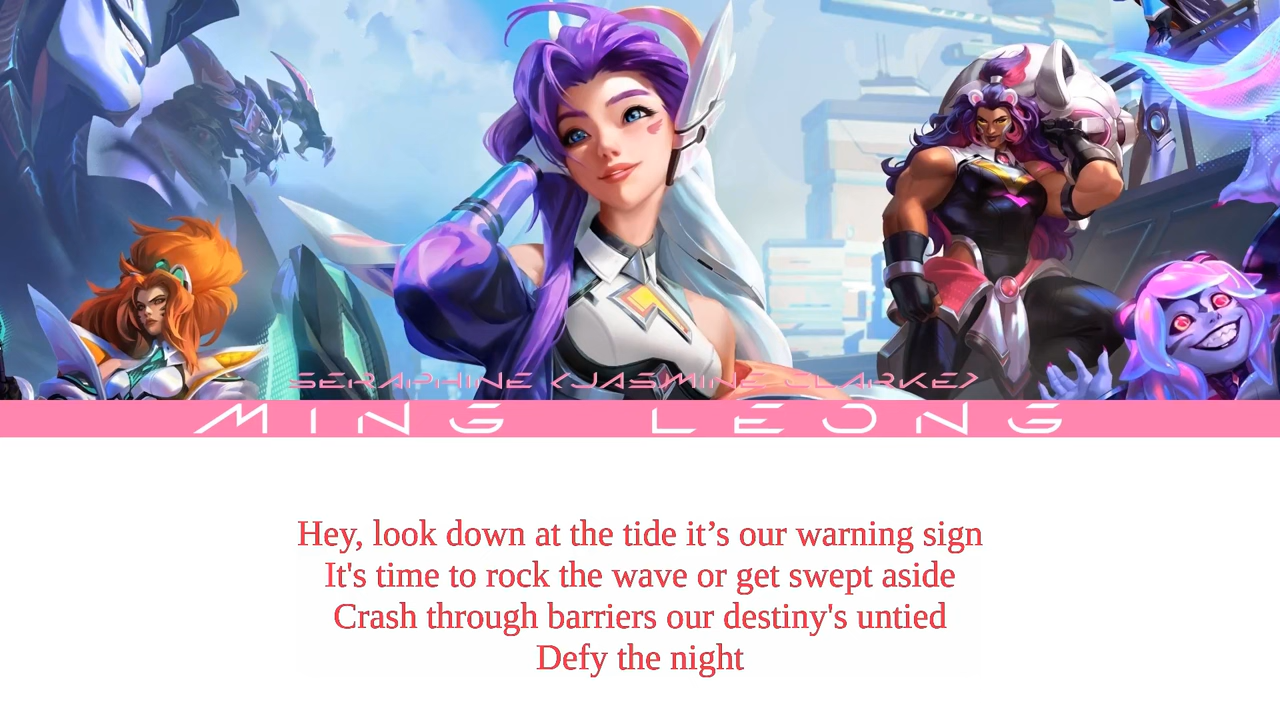 SERAPHINE <JASMINE CLARKE>
MING LEONG
Hey, look down at the tide it’s our warning sign
It's time to rock the wave or get swept aside
Crash through barriers our destiny's untied
Defy the night